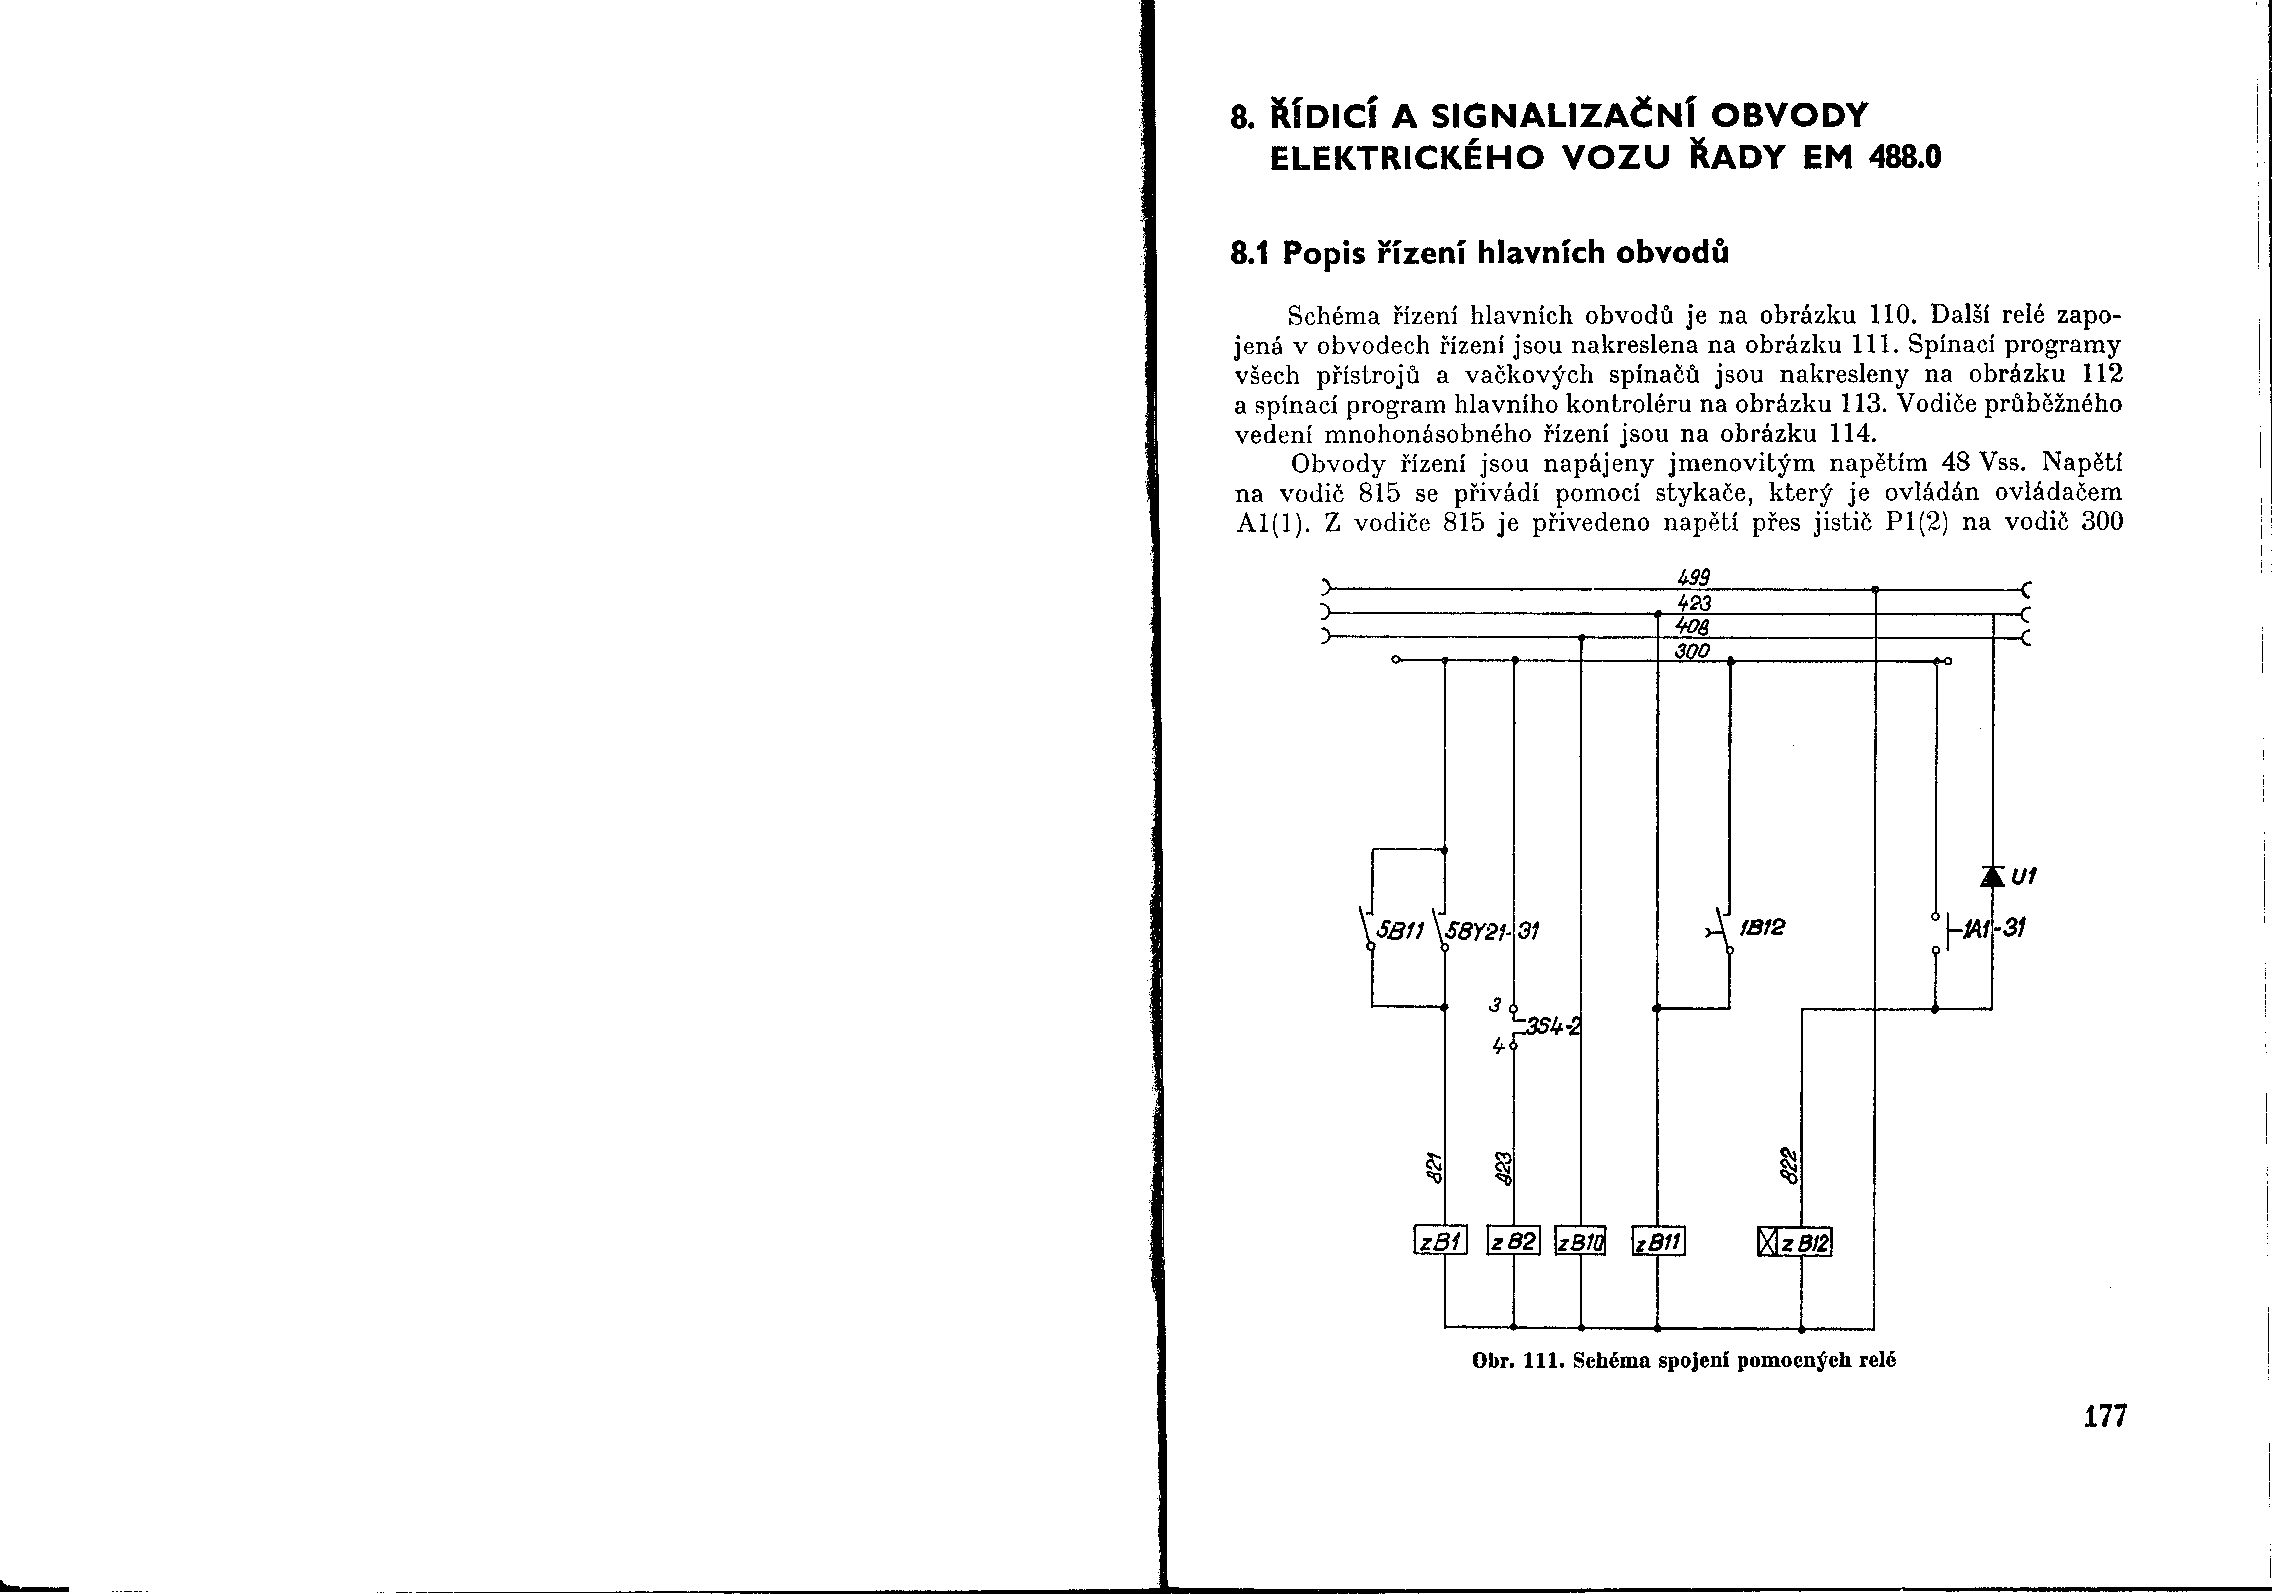 8. ŘÍDICÍ A SIGNALIZAČNÍ OBVODY
ELEKTRICKÉHO VOZU ŘADY EM 488.0
8.1 Popis řízení hlavních obvodů
Schéma řízení hlavních obvodů je na obrázku 110. Další relé zapo-
jená v obvodech řízení jsou nakreslena na obrázku 111. Spínací programy
všech přístrojů a vačkových spínačů jsou nakresleny na obrázku 112
a spínací program hlavního kontroléru na obrázku 113. Vodiče průběžného
vedení mnohonásobného řízení jsou na obrázku 114.
Obvody řízení jsou napájeny jmenovitým napětím 48 Vss. Napětí
na vodič 815 se přivádí pomocí stykače, který je ovládán ovládačem
A1(1). Z vodiče 815 je přivedeno napětí přes jistič P1(2) na vodič 300
499
423
408
300
U1
5B11 5BY21-31 1B12 1A1-31
3
3S4-2
4
821 823 822
zB1 zB2 zB10 zB11 zB12
Obr. 111. Schéma spojení pomocných relé
177